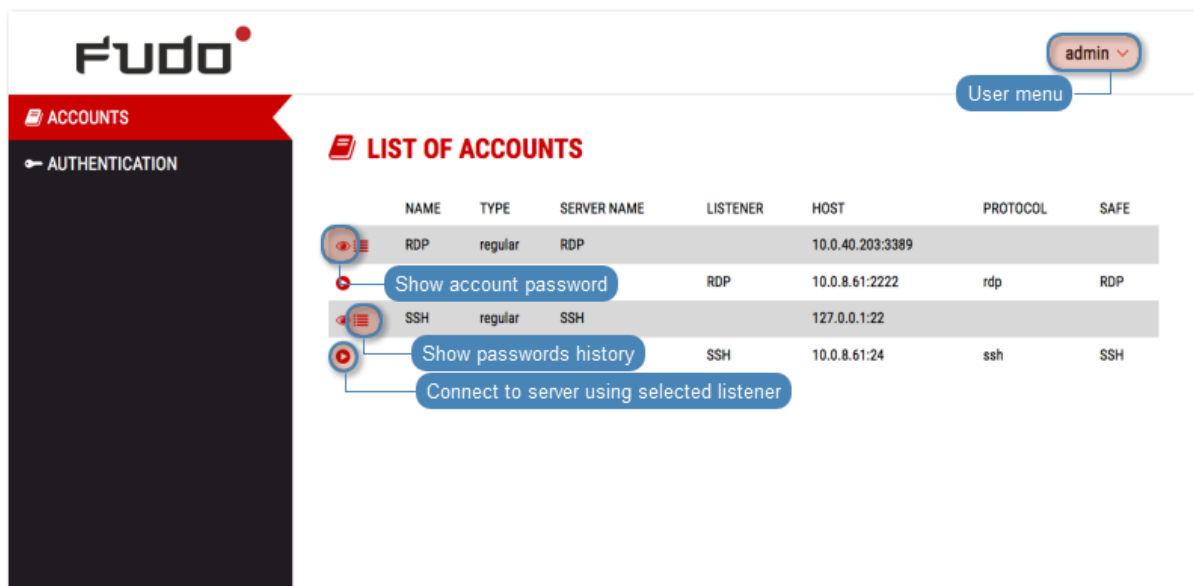 Fudo
admin
User menu
ACCOUNTS
AUTHENTICATION
LIST OF ACCOUNTS
NAME TYPE SERVER NAME LISTENER HOST PROTOCOL SAFE
RDP regular RDP 10.0.40.203:3389
Show account password RDP 10.0.8.61:2222 rdp RDP
SSH regular SSH 127.0.0.1:22
Show passwords history SSH 10.0.8.61:24 ssh SSH
Connect to server using selected listener